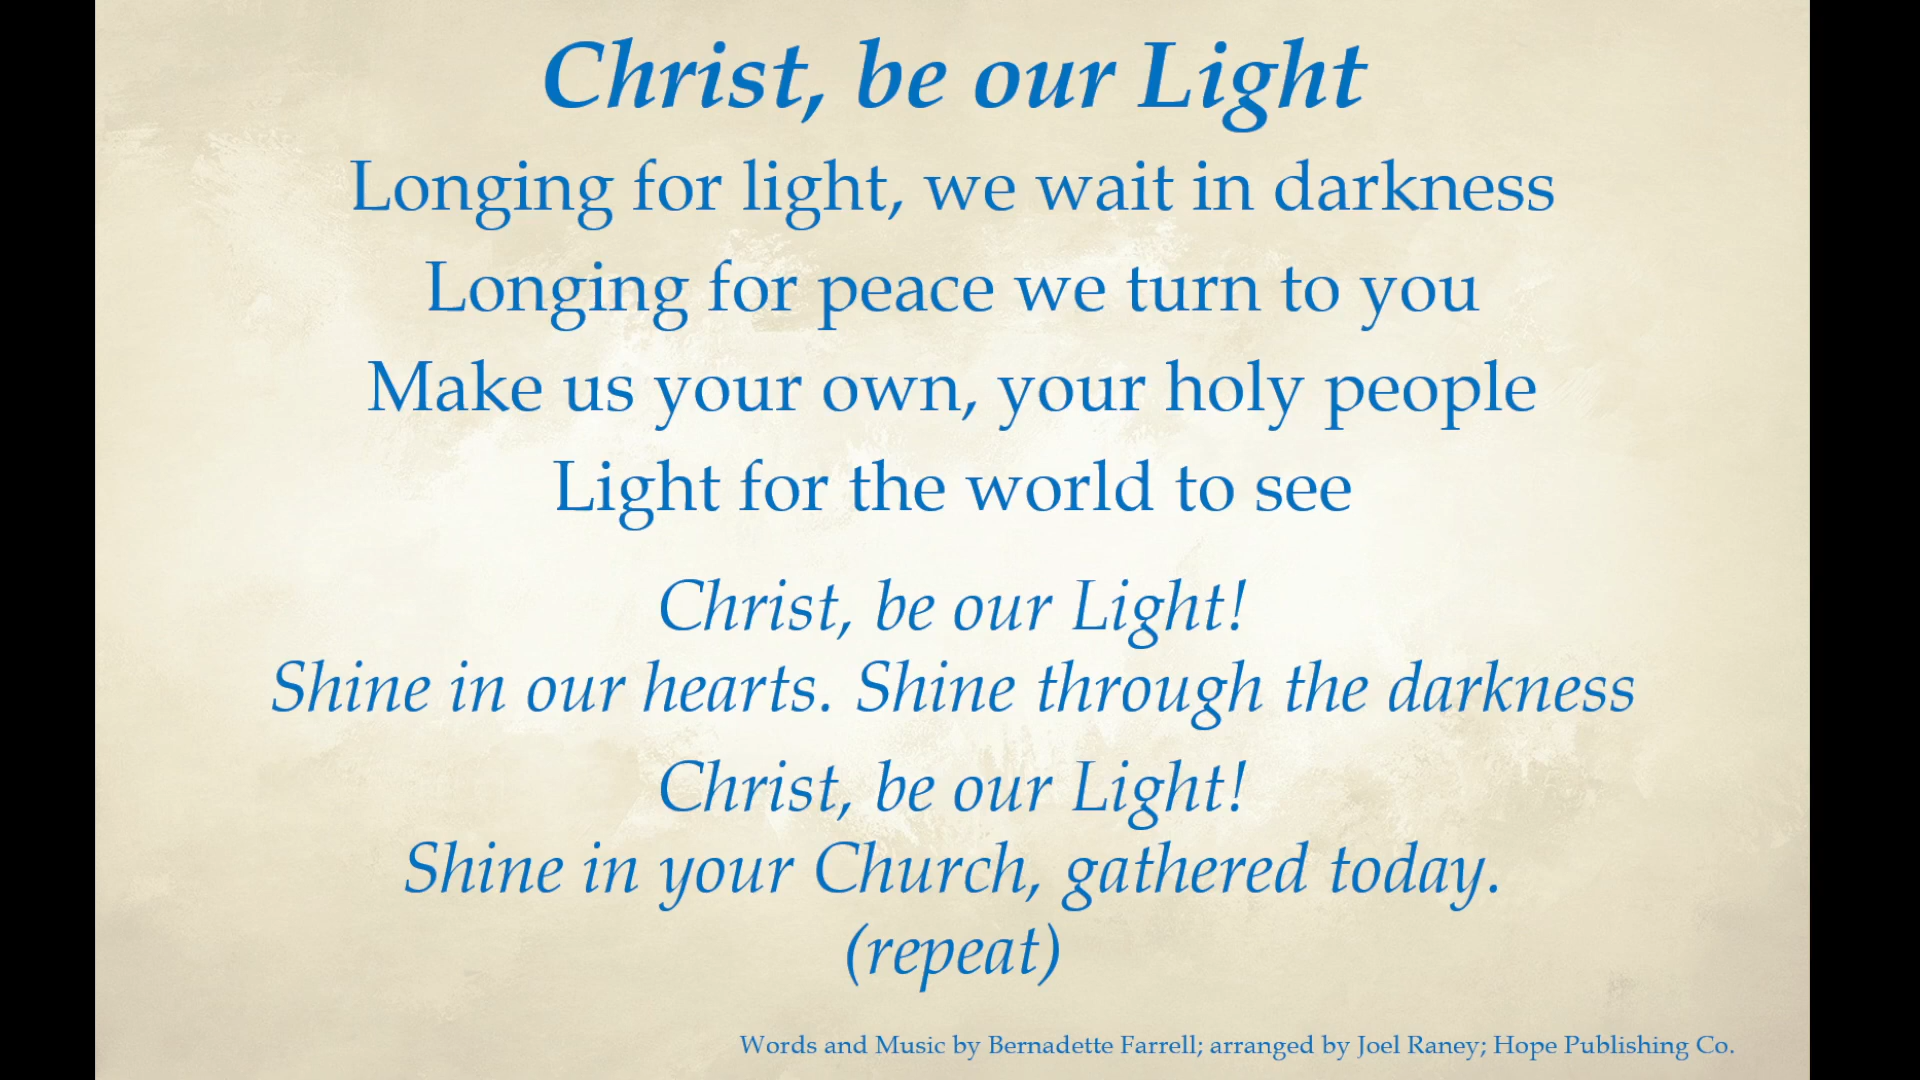 Christ, be our Light
Longing for light, we wait in darkness
Longing for peace we turn to you
Make us your own, your holy people
Light for the world to see
Christ, be our Light!
Shine in our hearts. Shine through the darkness
Christ, be our Light!
Shine in your Church, gathered today.
(repeat)
Words and Music by Bernadette Farrell; arranged by Joel Raney; Hope Publishing Co.